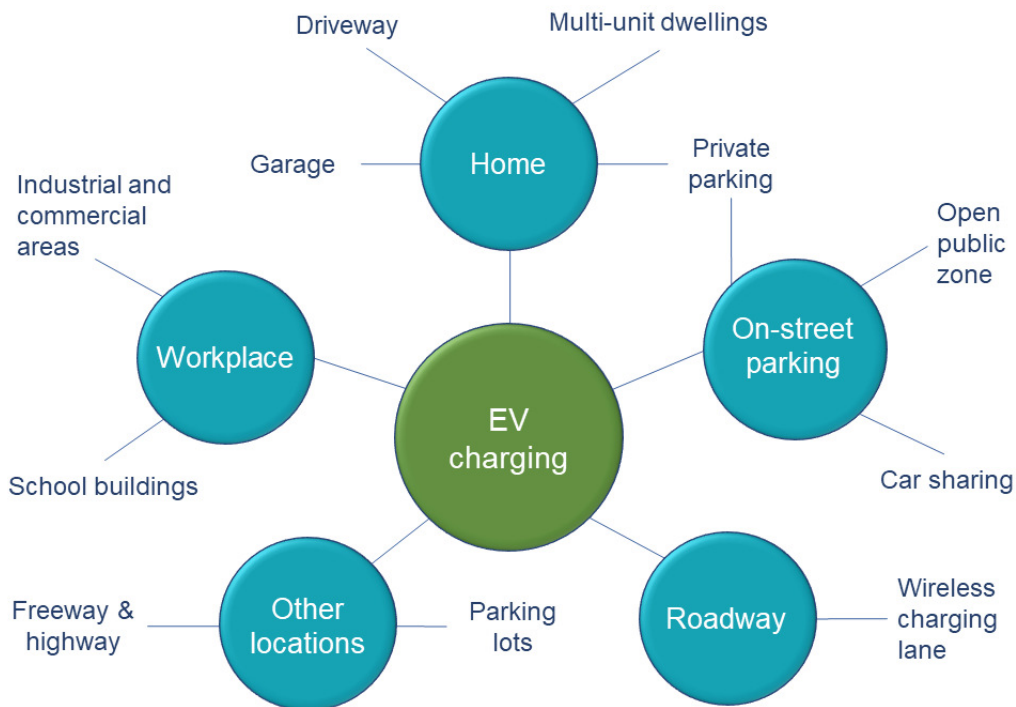 Driveway
Multi-unit dwellings
Garage
Home
Private
parking
Industrial and
commercial
areas
Open
public
zone
Workplace
On-street
parking
EV
charging
School buildings
Car sharing
Freeway &
highway
Other
locations
Parking
lots
Roadway
Wireless
charging
lane